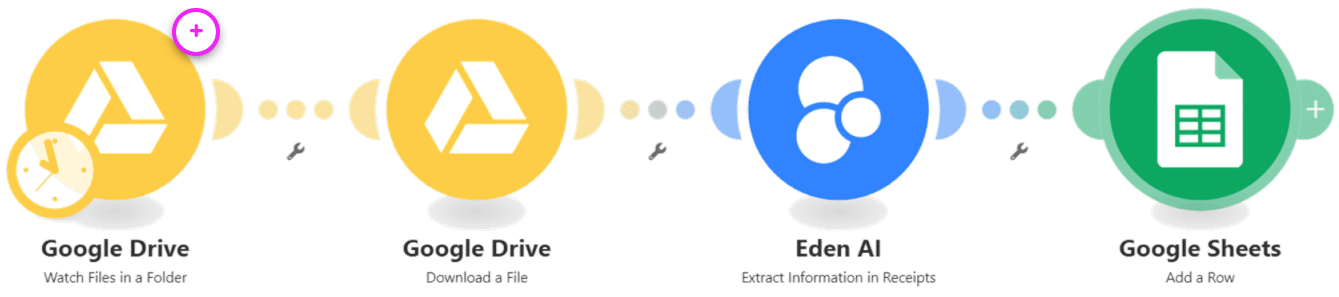 Google Drive
Watch Files in a Folder
Google Drive
Download a File
Eden AI
Extract Information in Receipts
Google Sheets
Add a Row